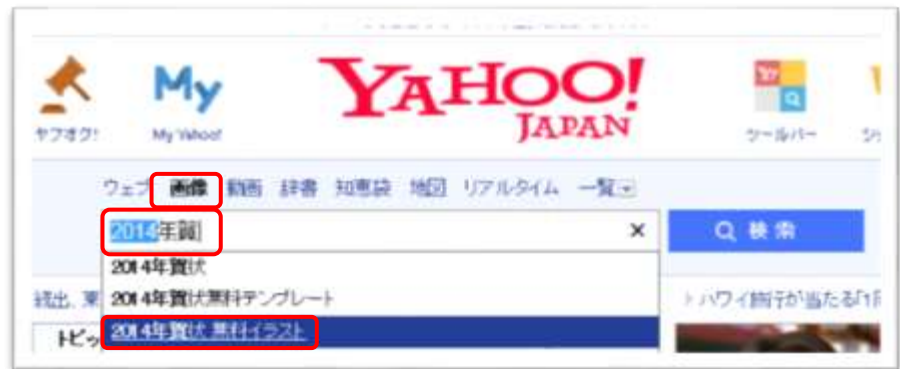 YAHOO!
JAPAN
My
ヤフオク! My Yahoo! ツールバー
ウェブ 画像 動画 辞書 知恵袋 地図 リアルタイム 一覧
2014年賀 × 検索
2014年賀状
2014年賀状無料テンプレート
ハワイ旅行が当たる
2014年賀状 無料イラスト
トピッ